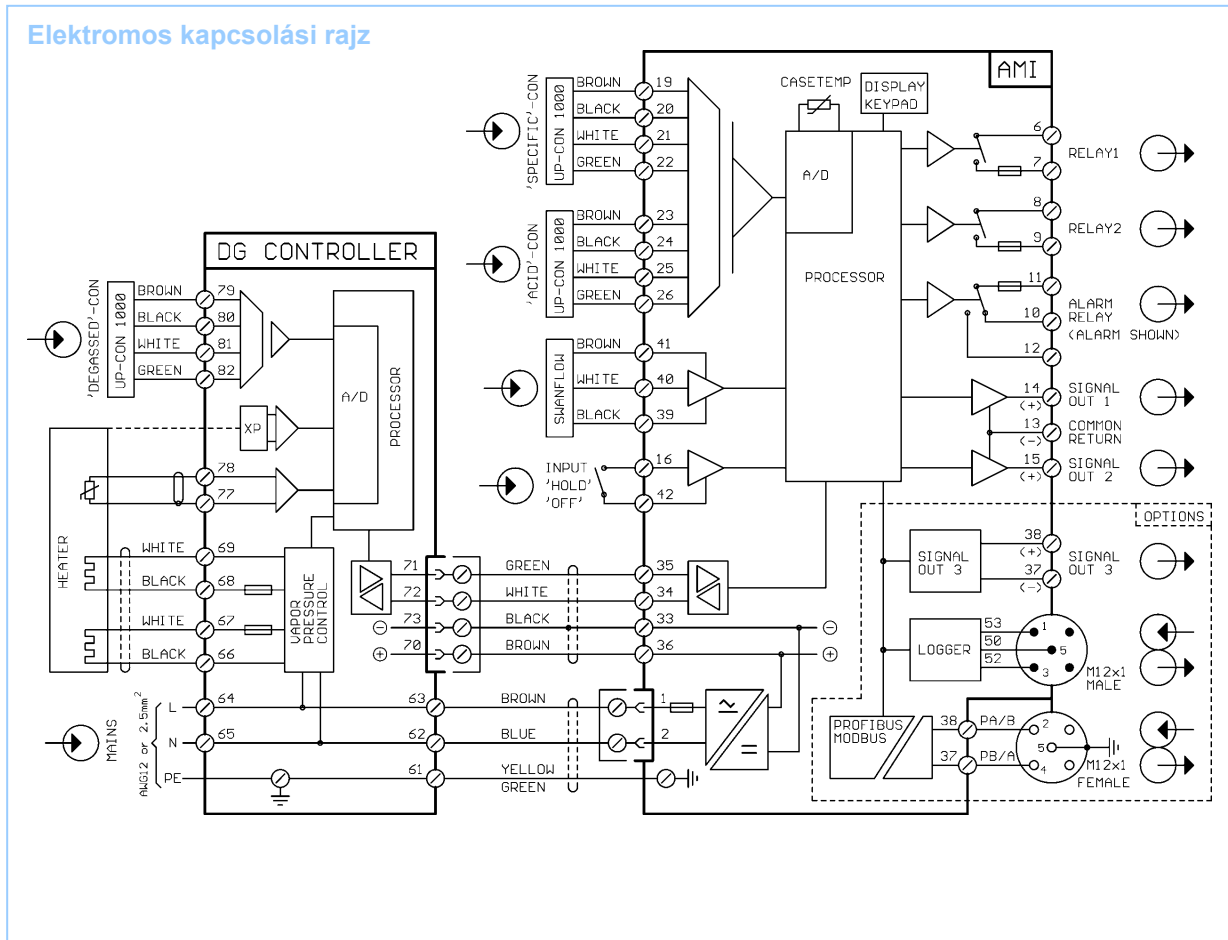 Elektromos kapcsolási rajz
AMI
'SPECIFIC'-CON
UP-CON 1000
BROWN 19
BLACK 20
WHITE 21
GREEN 22
'ACID'-CON
UP-CON 1000
BROWN 23
BLACK 24
WHITE 25
GREEN 26
SWANFLOW
BROWN 41
WHITE 40
BLACK 39
INPUT 16
'HOLD'
'OFF' 42
CASETEMP
DISPLAY
KEYPAD
A/D
PROCESSOR
6
7
RELAY1
8
9
RELAY2
11
10
12
ALARM
RELAY
(ALARM SHOWN)
14
(+)
SIGNAL
OUT 1
13
(-)
COMMON
RETURN
15
(+)
SIGNAL
OUT 2
OPTIONS
SIGNAL
OUT 3
38
(+)
37
(-)
SIGNAL
OUT 3
LOGGER
53
50
52
1
5
3
M12x1
MALE
PROFIBUS
MODBUS
38 PA/B
37 PB/A
2
5
4
M12x1
FEMALE
DG CONTROLLER
'DEGASSED'-CON
UP-CON 1000
BROWN 79
BLACK 80
WHITE 81
GREEN 82
A/D
PROCESSOR
XP
78
77
HEATER
WHITE 69
BLACK 68
WHITE 67
BLACK 66
VAPOR
PRESSURE
CONTROL
71 GREEN 35
72 WHITE 34
73 BLACK 33
70 BROWN 36
MAINS
AWG12 or 2.5mm²
L 64
N 65
PE
63 BROWN 1
62 BLUE 2
61 YELLOW
GREEN